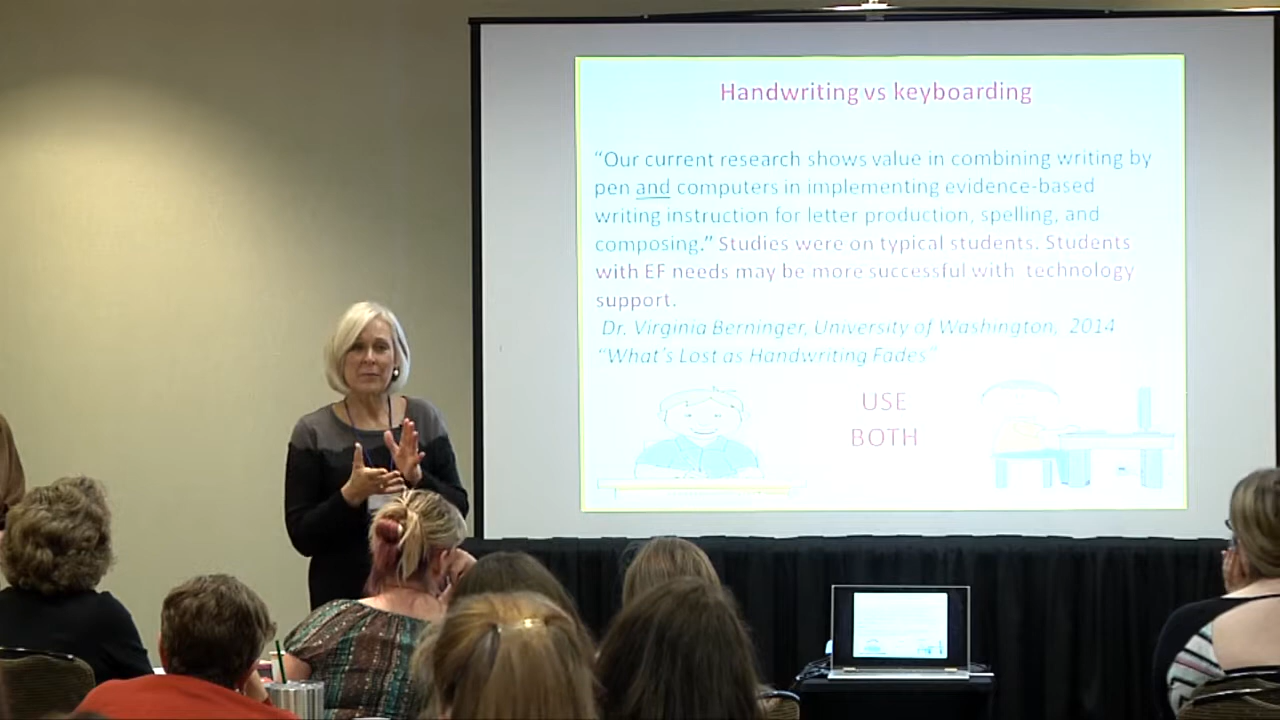 Handwriting vs keyboarding
“Our current research shows value in combining writing by
pen and computers in implementing evidence-based
writing instruction for letter production, spelling, and
composing.” Studies were on typical students. Students
with EF needs may be more successful with technology
support.
Dr. Virginia Berninger, University of Washington, 2014
“What’s Lost as Handwriting Fades”
USE
BOTH